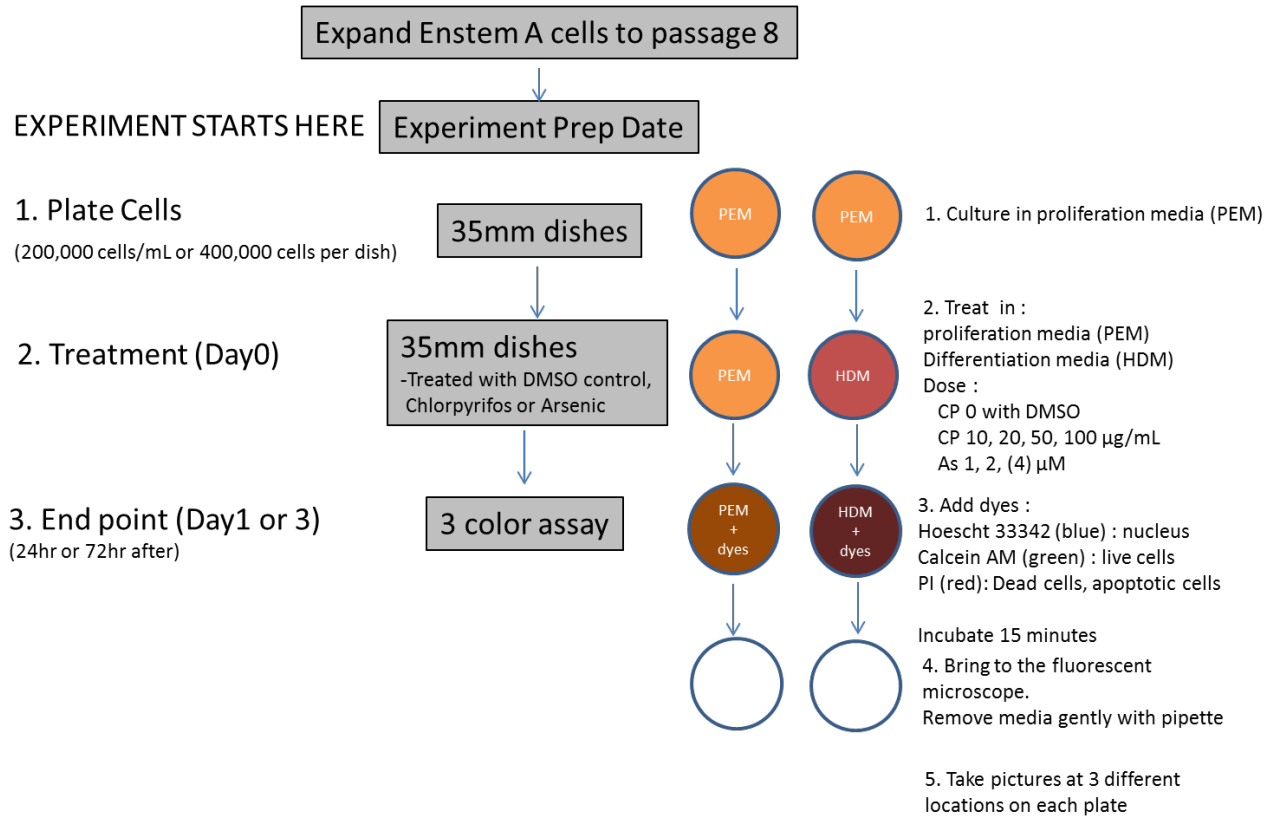 Expand Enstem A cells to passage 8
EXPERIMENT STARTS HERE
Experiment Prep Date
1. Plate Cells
(200,000 cells/mL or 400,000 cells per dish)
35mm dishes
PEM
PEM
1. Culture in proliferation media (PEM)
2. Treatment (Day0)
35mm dishes
-Treated with DMSO control,
Chlorpyrifos or Arsenic
PEM
HDM
2. Treat in :
proliferation media (PEM)
Differentiation media (HDM)
Dose :
CP 0 with DMSO
CP 10, 20, 50, 100 µg/mL
As 1, 2, (4) µM
3. End point (Day1 or 3)
(24hr or 72hr after)
3 color assay
PEM
+
dyes
HDM
+
dyes
3. Add dyes :
Hoescht 33342 (blue) : nucleus
Calcein AM (green) : live cells
PI (red): Dead cells, apoptotic cells
Incubate 15 minutes
4. Bring to the fluorescent
microscope.
Remove media gently with pipette
5. Take pictures at 3 different
locations on each plate